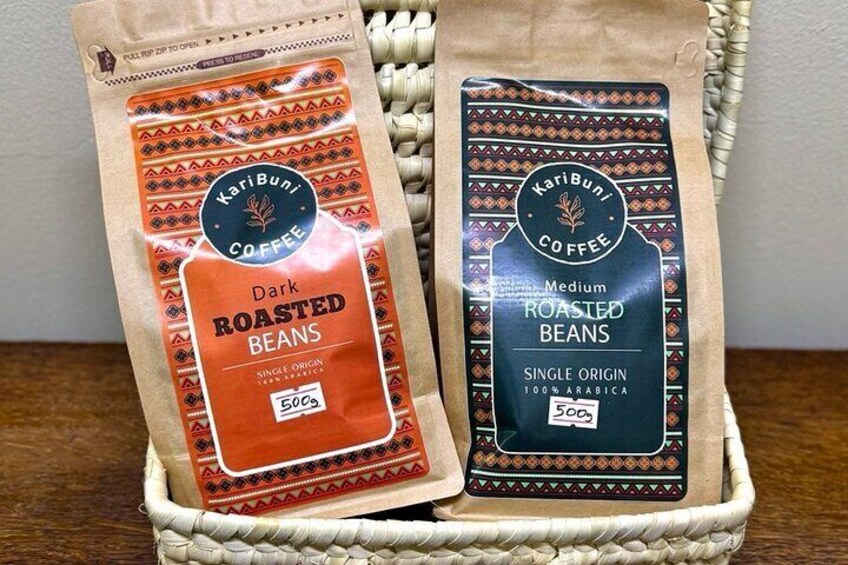 PULL RIP ZIP TO OPEN
PRESS TO RESEAL
KariBuni
COFFEE
Dark
ROASTED
BEANS
SINGLE ORIGIN
100% ARABICA
500g
KariBuni
COFFEE
Medium
ROASTED
BEANS
SINGLE ORIGIN
100% ARABICA
500g